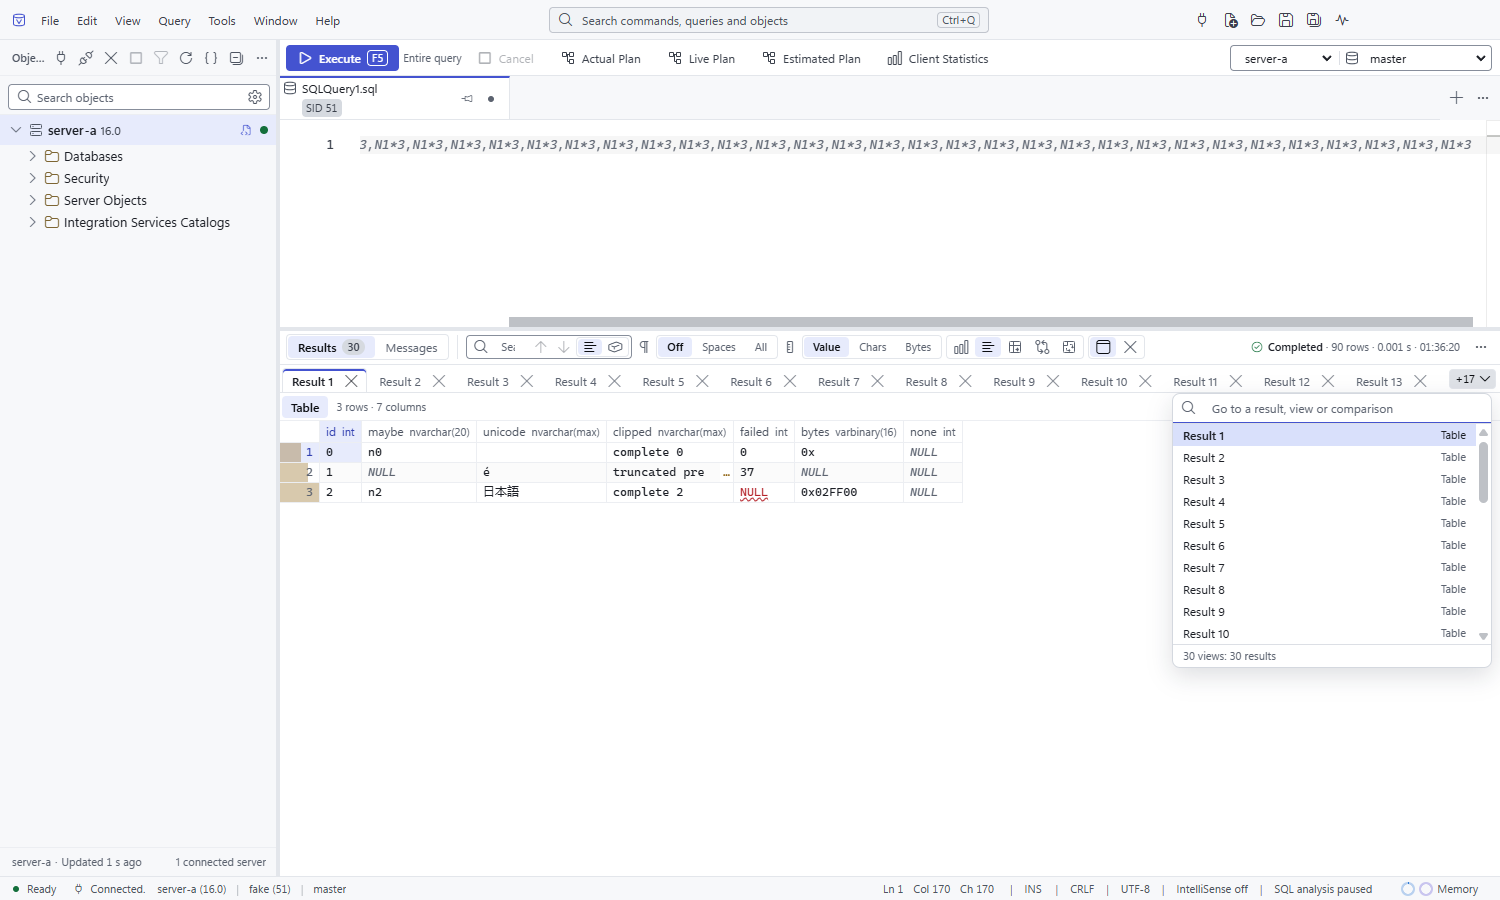 File Edit View Query Tools Window Help
Search commands, queries and objects Ctrl+Q
Obje...
Execute F5 Entire query Cancel Actual Plan Live Plan Estimated Plan Client Statistics
server-a master
Search objects
SQLQuery1.sql
SID 51
server-a 16.0
Databases
Security
Server Objects
Integration Services Catalogs
1 3,N1*3,N1*3,N1*3,N1*3,N1*3,N1*3,N1*3,N1*3,N1*3,N1*3,N1*3,N1*3,N1*3,N1*3,N1*3,N1*3,N1*3,N1*3,N1*3,N1*3,N1*3,N1*3,N1*3,N1*3,N1*3,N1*3,N1*3,N1*3,N1*3
Results 30 Messages
Off Spaces All
Value Chars Bytes
Completed · 90 rows · 0.001 s · 01:36:20
Result 1 Result 2 Result 3 Result 4 Result 5 Result 6 Result 7 Result 8 Result 9 Result 10 Result 11 Result 12 Result 13 +17
Table 3 rows · 7 columns
id int maybe nvarchar(20) unicode nvarchar(max) clipped nvarchar(max) failed int bytes varbinary(16) none int
1 0 n0 complete 0 0 0x NULL
2 1 NULL é truncated pre … 37 NULL NULL
3 2 n2 日本語 complete 2 NULL 0x02FF00 NULL
Go to a result, view or comparison
Result 1 Table
Result 2 Table
Result 3 Table
Result 4 Table
Result 5 Table
Result 6 Table
Result 7 Table
Result 8 Table
Result 9 Table
Result 10 Table
30 views: 30 results
server-a · Updated 1 s ago 1 connected server
Ready Connected. server-a (16.0) | fake (51) | master
Ln 1 Col 170 Ch 170 | INS | CRLF | UTF-8 | IntelliSense off | SQL analysis paused Memory